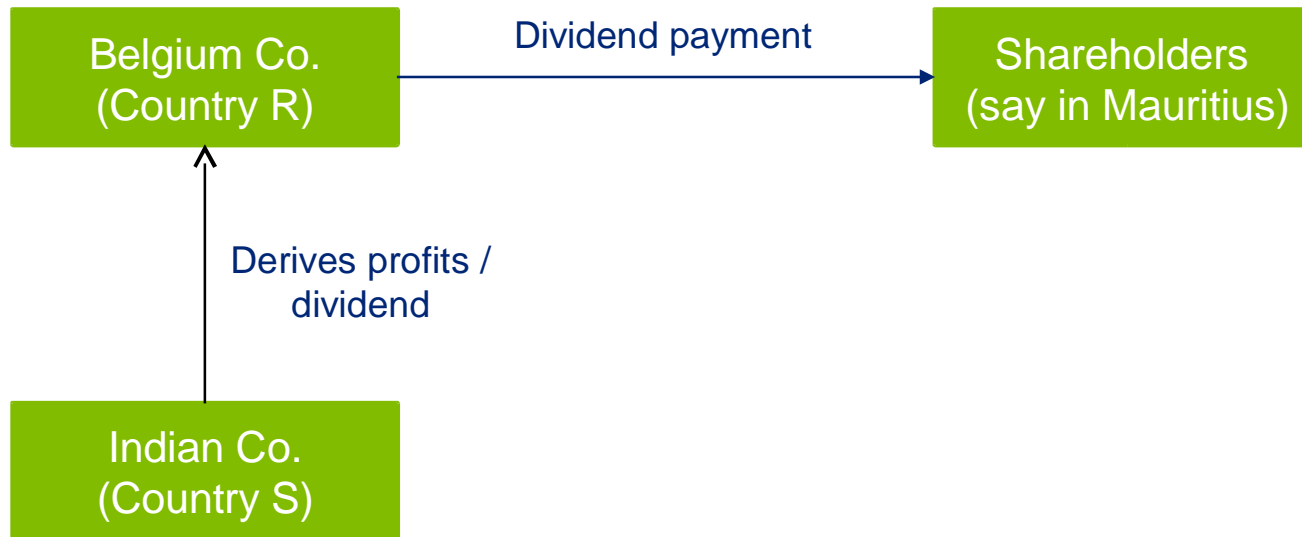 Belgium Co.
(Country R)
Dividend payment
Shareholders
(say in Mauritius)
Derives profits /
dividend
Indian Co.
(Country S)